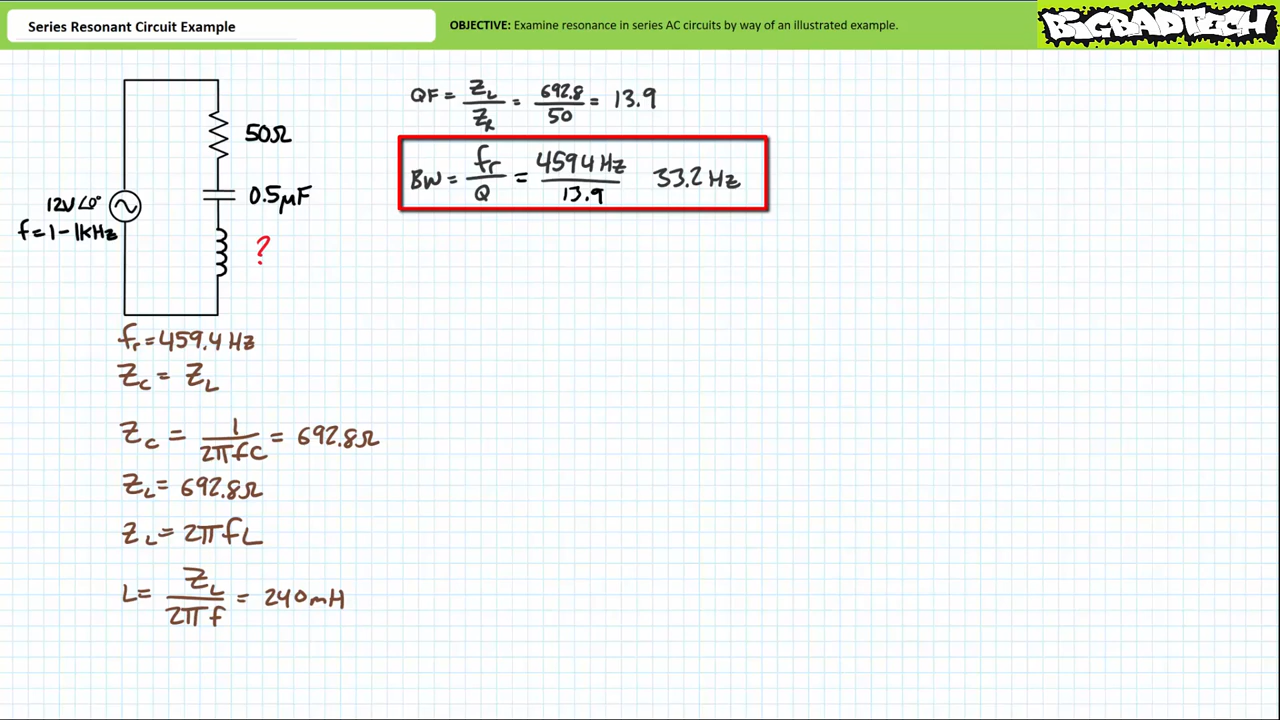 Series Resonant Circuit Example
OBJECTIVE: Examine resonance in series AC circuits by way of an illustrated example.
BIGBADTECH
50Ω
0.5μF
12V∠0°
f=1-1KHz
?
fr=459.4 Hz
ZC = ZL
ZC = 1/2πfC = 692.8Ω
ZL= 692.8Ω
ZL= 2πfL
L= ZL/2πf = 240mH
QF = ZL/ZR = 692.8/50 = 13.9
BW = fr/Q = 4594 Hz/13.9 33.2 Hz